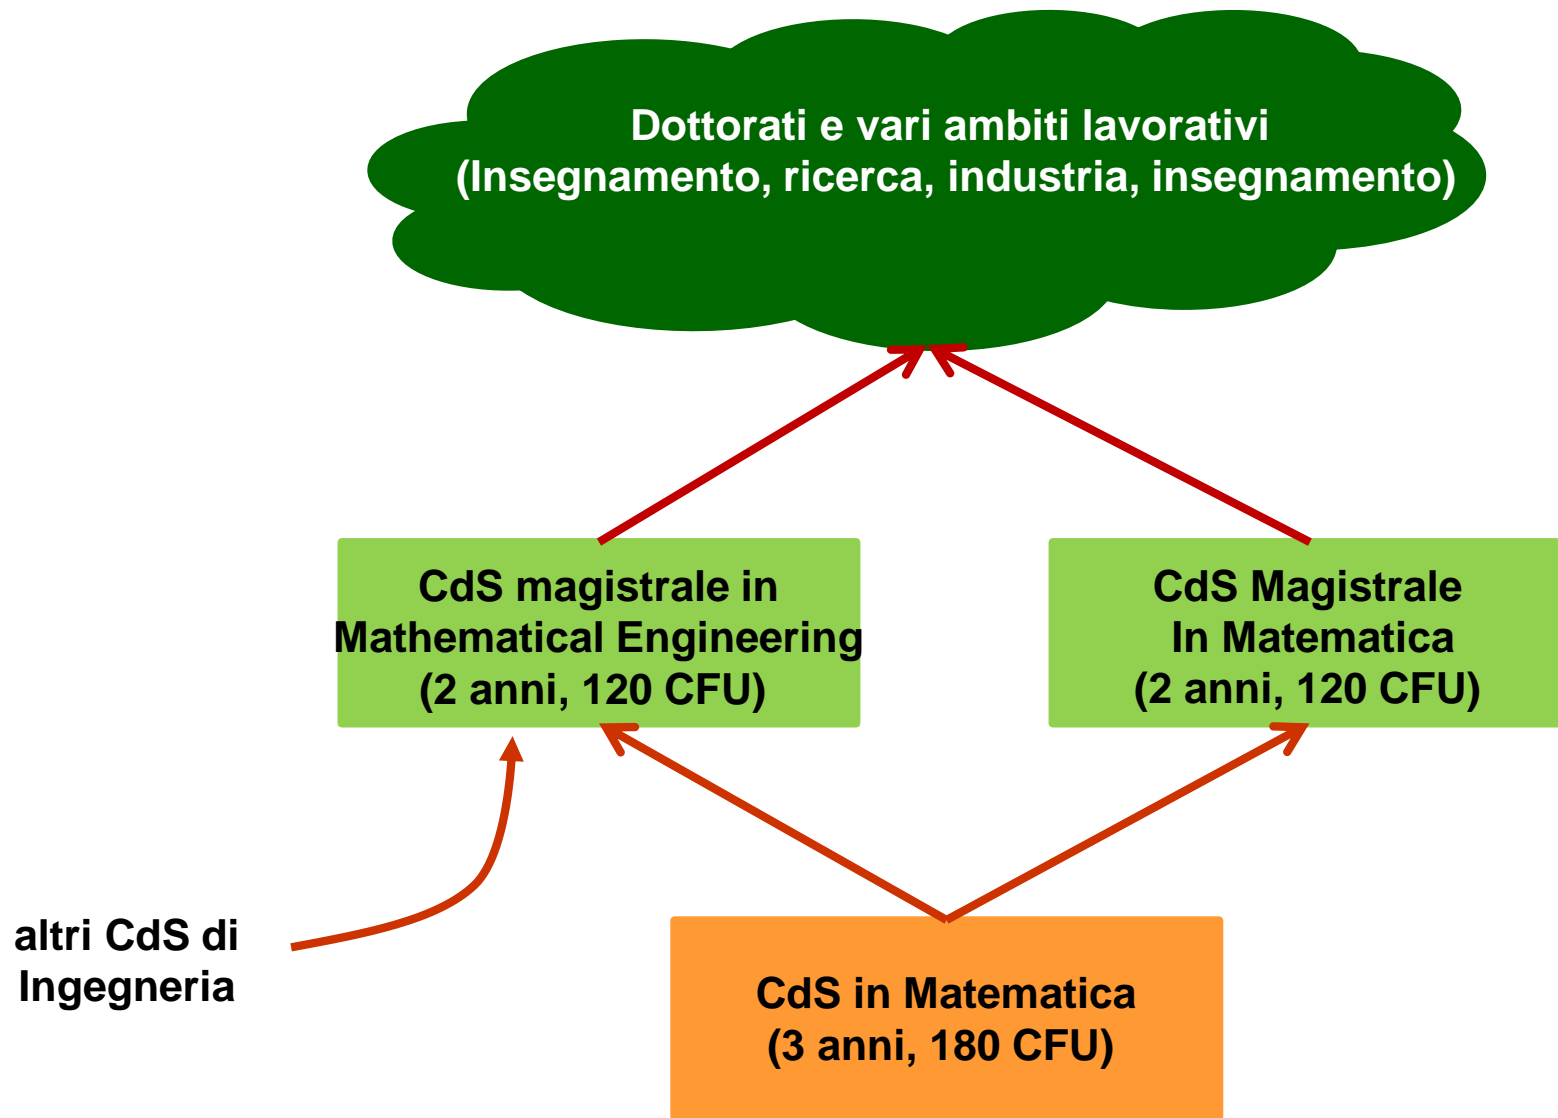 Dottorati e vari ambiti lavorativi
(Insegnamento, ricerca, industria, insegnamento)
CdS magistrale in
Mathematical Engineering
(2 anni, 120 CFU)
CdS Magistrale
In Matematica
(2 anni, 120 CFU)
altri CdS di
Ingegneria
CdS in Matematica
(3 anni, 180 CFU)